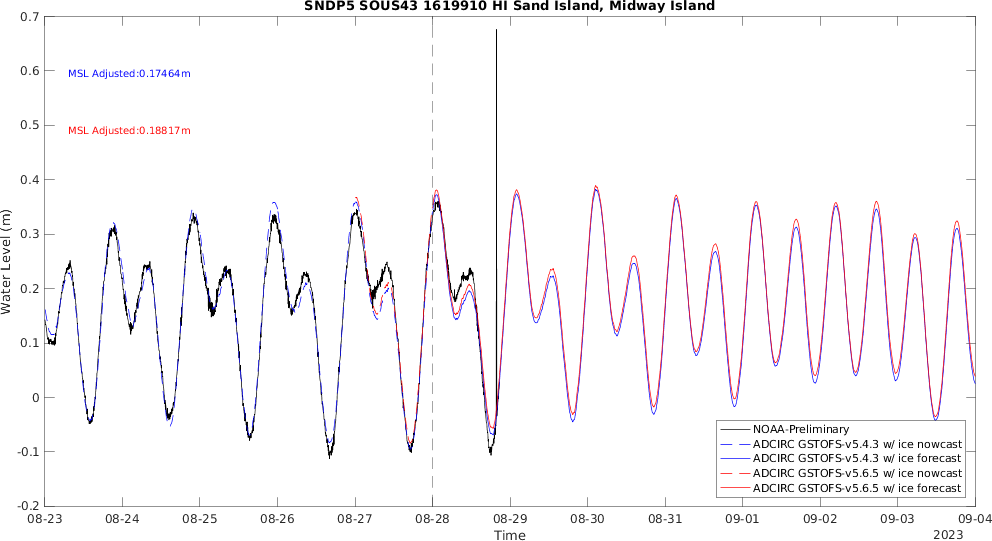 SNDP5 SOUS43 1619910 HI Sand Island, Midway Island
0.7
0.6
0.5
0.4
0.3
0.2
0.1
0
-0.1
-0.2
Water Level (m)
MSL Adjusted:0.17464m
MSL Adjusted:0.18817m
NOAA-Preliminary
ADCIRC GSTOFS-v5.4.3 w/ ice nowcast
ADCIRC GSTOFS-v5.4.3 w/ ice forecast
ADCIRC GSTOFS-v5.6.5 w/ ice nowcast
ADCIRC GSTOFS-v5.6.5 w/ ice forecast
08-23 08-24 08-25 08-26 08-27 08-28 08-29 08-30 08-31 09-01 09-02 09-03 09-04
Time
2023